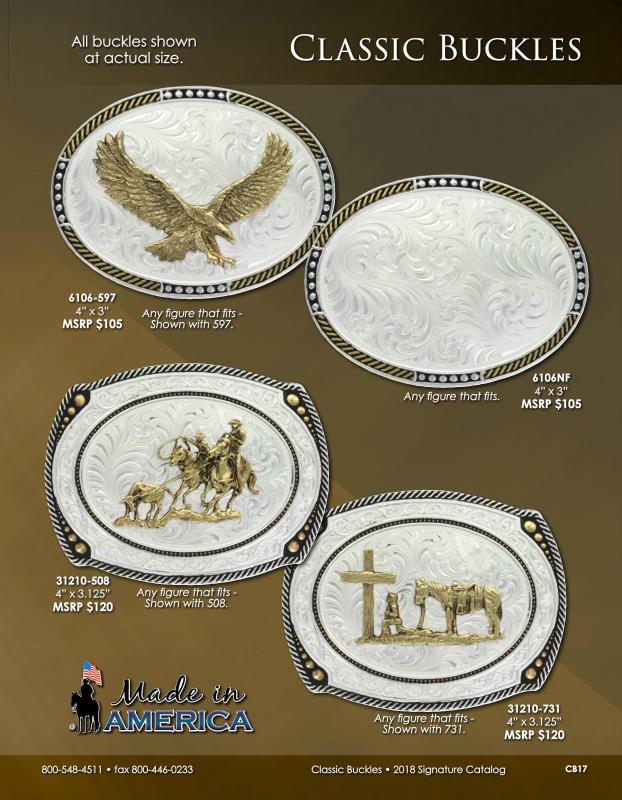 All buckles shown
at actual size.
CLASSIC BUCKLES
6106-597
4” x 3”
MSRP $105
Any figure that fits -
Shown with 597.
6106NF
4” x 3”
MSRP $105
Any figure that fits.
31210-508
4” x 3.125”
MSRP $120
Any figure that fits -
Shown with 508.
31210-731
4” x 3.125”
MSRP $120
Any figure that fits -
Shown with 731.
Made in
AMERICA
®
800-548-4511 • fax 800-446-0233
Classic Buckles • 2018 Signature Catalog
CB17